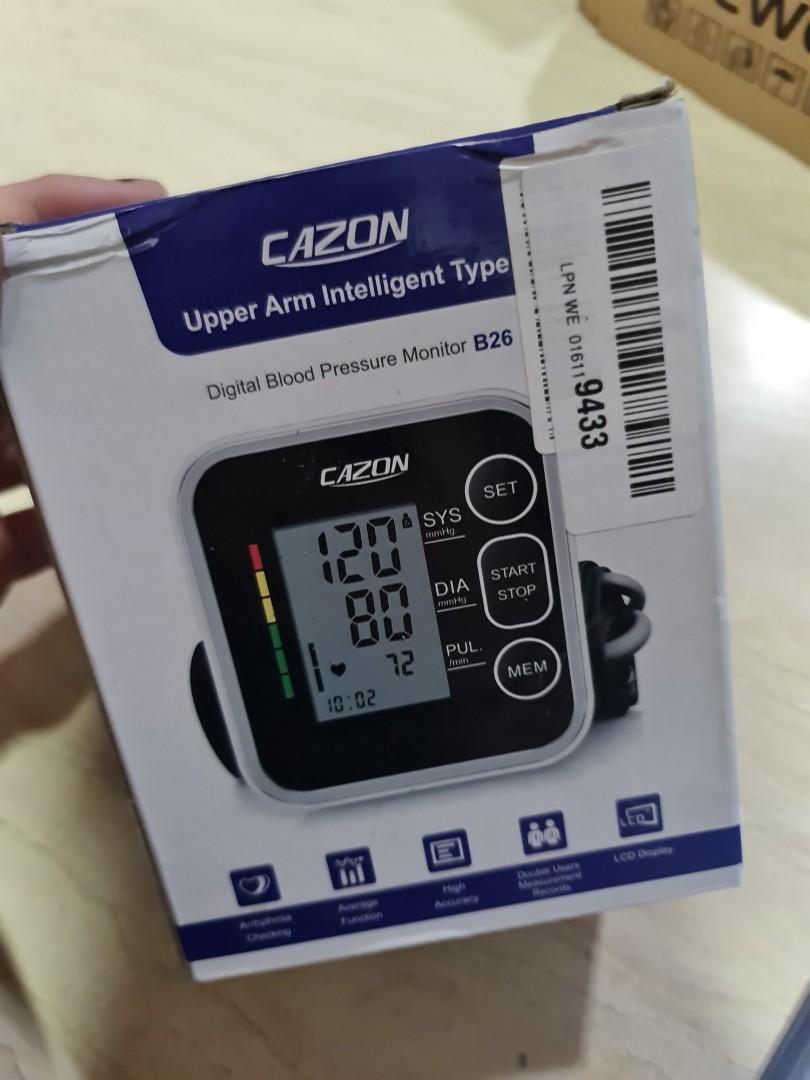 CAZON
Upper Arm Intelligent Type
Digital Blood Pressure Monitor B26
LPN WE 016119433
CAZON
SET
120
SYS
mmHg
START
STOP
80
DIA
mmHg
72
PUL.
/min
MEM
10:02
Arrhythmia
Checking
Average
Function
High
Accuracy
Double Users
Measurement
Records
LCD Display